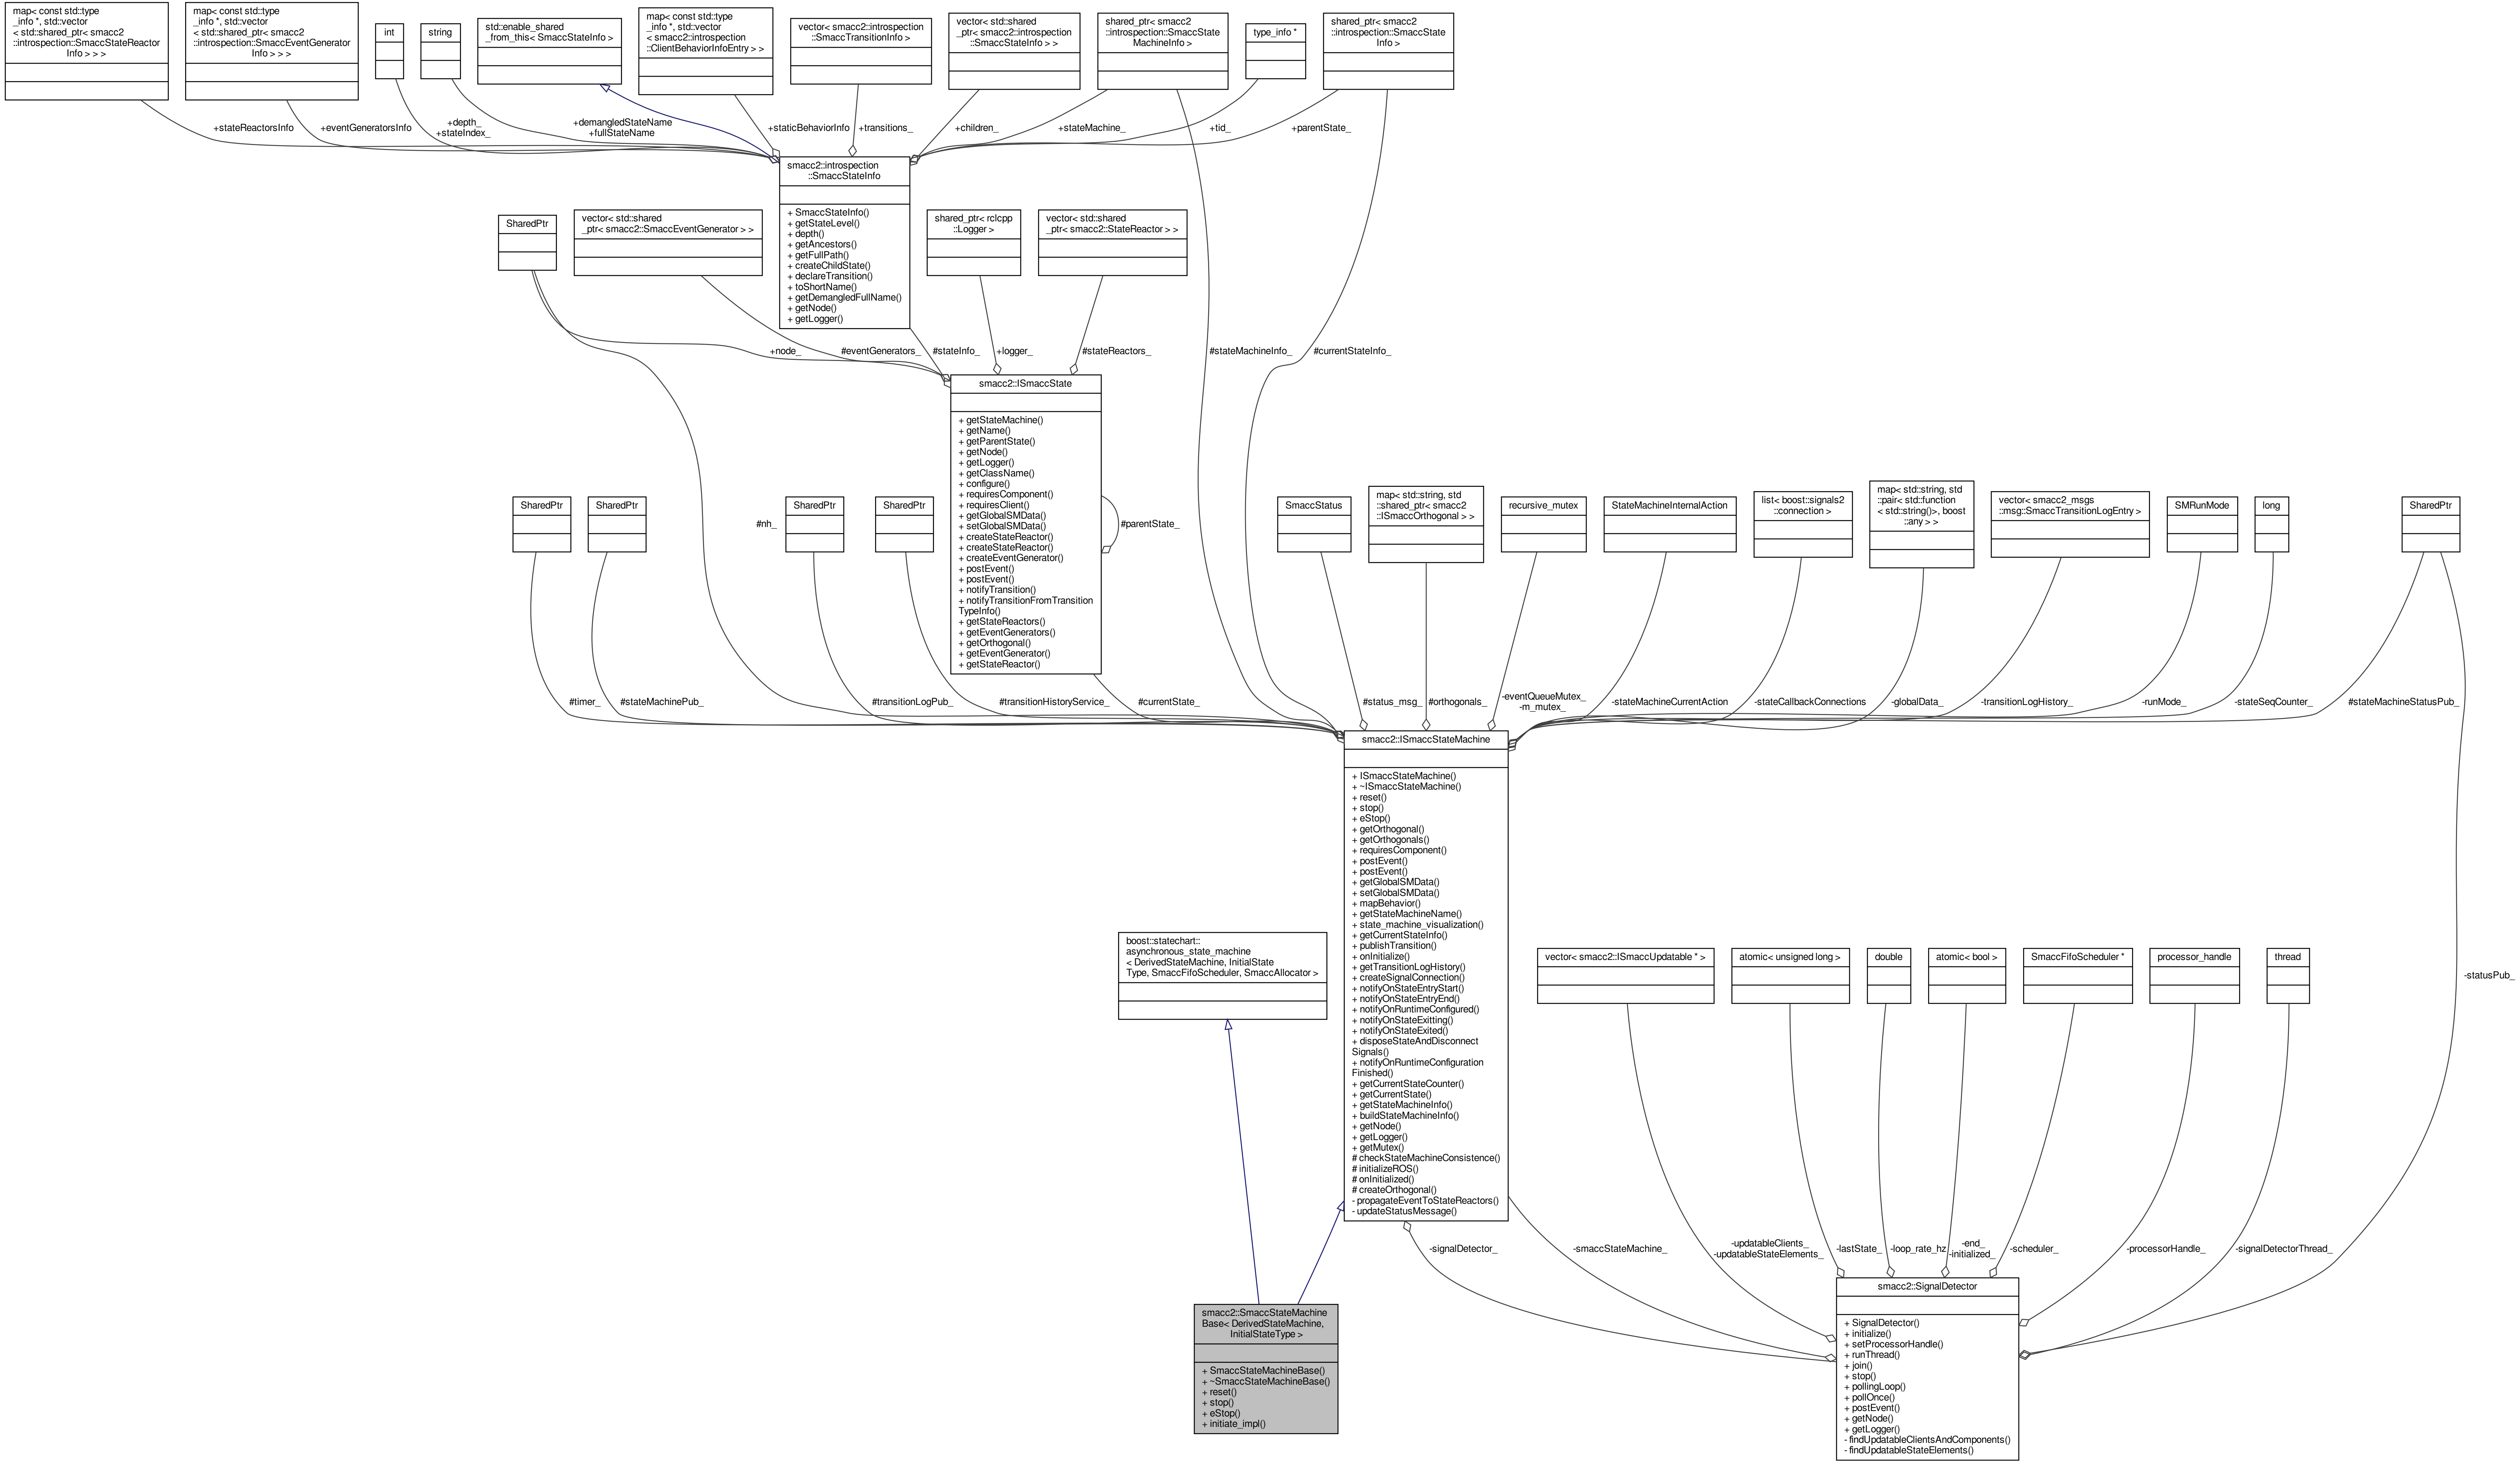 map< const std::type
_info *, std::vector
< std::shared_ptr< smacc2
::introspection::SmaccStateReactor
Info > > >
map< const std::type
_info *, std::vector
< std::shared_ptr< smacc2
::introspection::SmaccEventGenerator
Info > > >
int
string
std::enable_shared
_from_this< SmaccStateInfo >
map< const std::type
_info *, std::vector
< smacc2::introspection
::ClientBehaviorInfoEntry > >
vector< smacc2::introspection
::SmaccTransitionInfo >
vector< std::shared
_ptr< smacc2::introspection
::SmaccStateInfo > >
shared_ptr< smacc2
::introspection::SmaccState
MachineInfo >
type_info *
shared_ptr< smacc2
::introspection::SmaccState
Info >
+stateReactorsInfo
+eventGeneratorsInfo
+depth_
+stateIndex_
+demangledStateName
+fullStateName
+staticBehaviorInfo
+transitions_
+children_
+stateMachine_
+tid_
+parentState_
smacc2::introspection
::SmaccStateInfo
+ SmaccStateInfo()
+ getStateLevel()
+ depth()
+ getAncestors()
+ getFullPath()
+ createChildState()
+ declareTransition()
+ toShortName()
+ getDemangledFullName()
+ getNode()
+ getLogger()
SharedPtr
vector< std::shared
_ptr< smacc2::SmaccEventGenerator > >
shared_ptr< rclcpp
::Logger >
vector< std::shared
_ptr< smacc2::StateReactor > >
+node_
#eventGenerators_
#stateInfo_
+logger_
#stateReactors_
#stateMachineInfo_
#currentStateInfo_
smacc2::ISmaccState
+ getStateMachine()
+ getName()
+ getParentState()
+ getNode()
+ getLogger()
+ getClassName()
+ configure()
+ requiresComponent()
+ requiresClient()
+ getGlobalSMData()
+ setGlobalSMData()
+ createStateReactor()
+ createStateReactor()
+ createEventGenerator()
+ postEvent()
+ postEvent()
+ notifyTransition()
+ notifyTransitionFromTransition
TypeInfo()
+ getStateReactors()
+ getEventGenerators()
+ getOrthogonal()
+ getEventGenerator()
+ getStateReactor()
#parentState_
#nh_
SharedPtr
SharedPtr
SharedPtr
SharedPtr
SmaccStatus
map< std::string, std
::shared_ptr< smacc2
::ISmaccOrthogonal > >
recursive_mutex
StateMachineInternalAction
list< boost::signals2
::connection >
map< std::string, std
::pair< std::function
< std::string()>, boost
::any > >
vector< smacc2_msgs
::msg::SmaccTransitionLogEntry >
SMRunMode
long
SharedPtr
#timer_
#stateMachinePub_
#transitionLogPub_
#transitionHistoryService_
#currentState_
#status_msg_
#orthogonals_
-eventQueueMutex_
-m_mutex_
-stateMachineCurrentAction
-stateCallbackConnections
-globalData_
-transitionLogHistory_
-runMode_
-stateSeqCounter_
#stateMachineStatusPub_
smacc2::ISmaccStateMachine
+ ISmaccStateMachine()
+ ~ISmaccStateMachine()
+ reset()
+ stop()
+ eStop()
+ getOrthogonal()
+ getOrthogonals()
+ requiresComponent()
+ postEvent()
+ postEvent()
+ getGlobalSMData()
+ setGlobalSMData()
+ mapBehavior()
+ getStateMachineName()
+ state_machine_visualization()
+ getCurrentStateInfo()
+ publishTransition()
+ onInitialize()
+ getTransitionLogHistory()
+ createSignalConnection()
+ notifyOnStateEntryStart()
+ notifyOnStateEntryEnd()
+ notifyOnRuntimeConfigured()
+ notifyOnStateExitting()
+ notifyOnStateExited()
+ disposeStateAndDisconnect
Signals()
+ notifyOnRuntimeConfiguration
Finished()
+ getCurrentStateCounter()
+ getCurrentState()
+ getStateMachineInfo()
+ buildStateMachineInfo()
+ getNode()
+ getLogger()
+ getMutex()
# checkStateMachineConsistence()
# initializeROS()
# onInitialized()
# createOrthogonal()
- propagateEventToStateReactors()
- updateStatusMessage()
boost::statechart::
asynchronous_state_machine
< DerivedStateMachine, InitialState
Type, SmaccFifoScheduler, SmaccAllocator >
vector< smacc2::ISmaccUpdatable * >
atomic< unsigned long >
double
atomic< bool >
SmaccFifoScheduler *
processor_handle
thread
-statusPub_
-signalDetector_
-smaccStateMachine_
-updatableClients_
-updatableStateElements_
-lastState_
-loop_rate_hz
-end_
-initialized_
-scheduler_
-processorHandle_
-signalDetectorThread_
smacc2::SmaccStateMachine
Base< DerivedStateMachine,
InitialStateType >
+ SmaccStateMachineBase()
+ ~SmaccStateMachineBase()
+ reset()
+ stop()
+ eStop()
+ initiate_impl()
smacc2::SignalDetector
+ SignalDetector()
+ initialize()
+ setProcessorHandle()
+ runThread()
+ join()
+ stop()
+ pollingLoop()
+ pollOnce()
+ postEvent()
+ getNode()
+ getLogger()
- findUpdatableClientsAndComponents()
- findUpdatableStateElements()